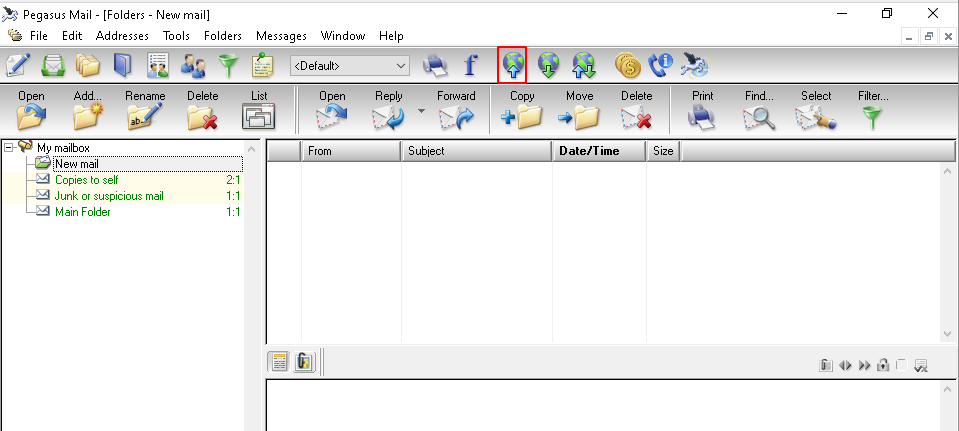 Pegasus Mail - [Folders - New mail]
File Edit Addresses Tools Folders Messages Window Help
<Default>
Open Add... Rename Delete List Open Reply Forward Copy Move Delete Print Find... Select Filter...
My mailbox
From Subject Date/Time Size
New mail
Copies to self 2:1
Junk or suspicious mail 1:1
Main Folder 1:1